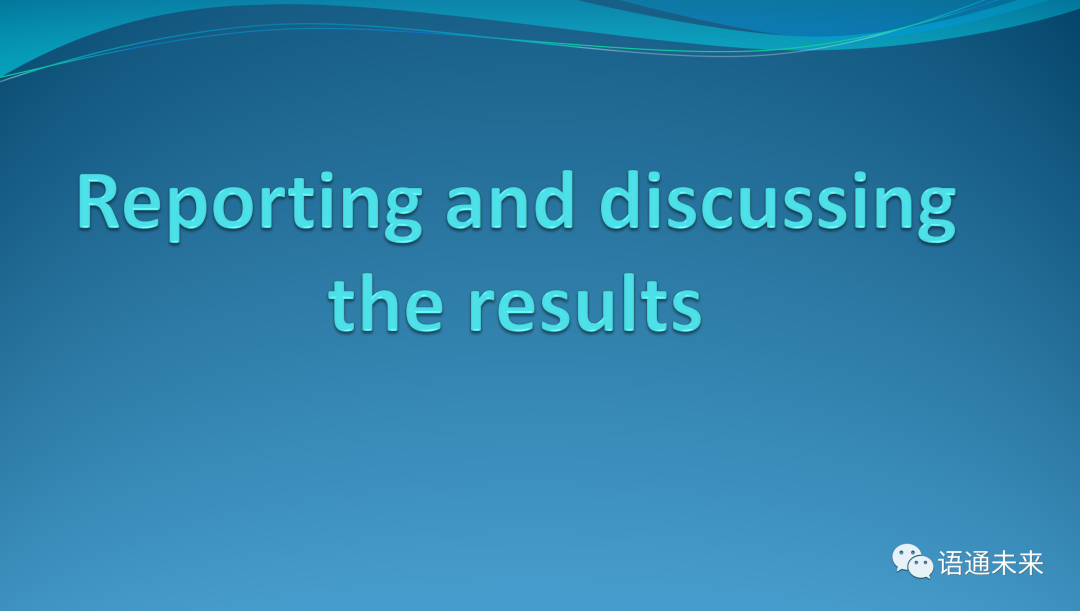 Reporting and discussing
the results
语通未来